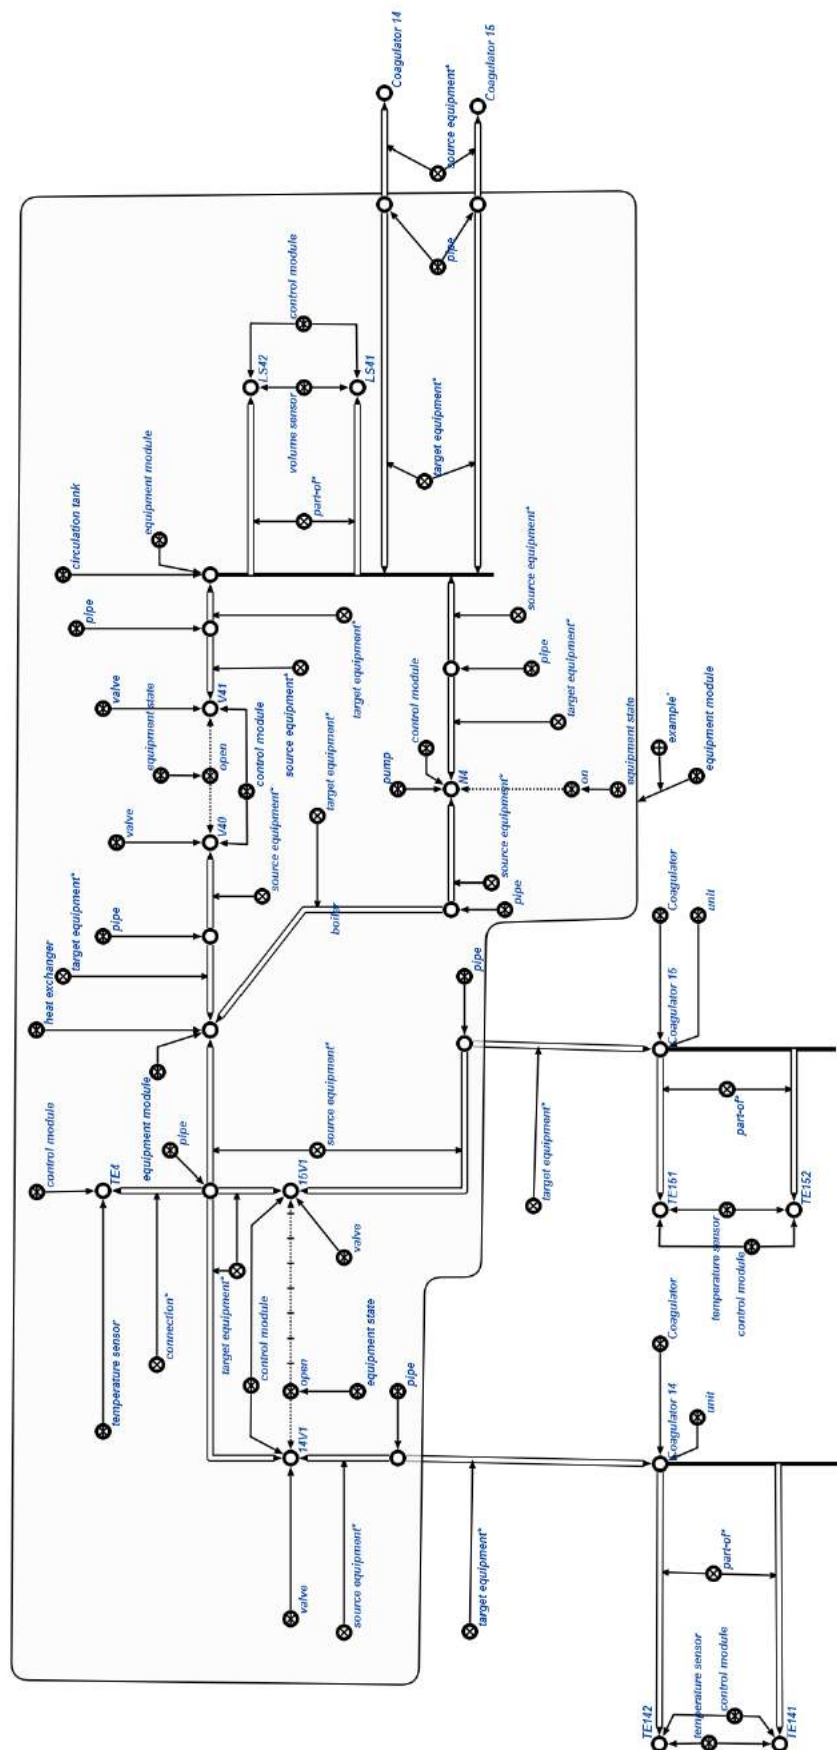 Coagulator 14
Coagulator 15
source equipment*
pipe
control module
LS42
LS41
volume sensor
target equipment*
part-of*
equipment module
circulation tank
pipe
source equipment*
target equipment*
pipe
target equipment*
valve
V41
equipment state
open
control module
source equipment*
target equipment*
control module
pump
N4
on
equipment state
example*
equipment module
valve
V40
source equipment*
source equipment*
pipe
boiler
target equipment*
pipe
heat exchanger
pipe
Coagulator
unit
Coagulator 15
equipment module
source equipment*
target equipment*
part-of*
control module
TE4
pipe
15V1
valve
TE151
TE152
temperature sensor
control module
connection*
temperature sensor
target equipment*
control module
open
equipment state
pipe
14V1
Coagulator
Coagulator 14
unit
valve
source equipment*
target equipment*
part-of*
TE142
temperature sensor
control module
TE141